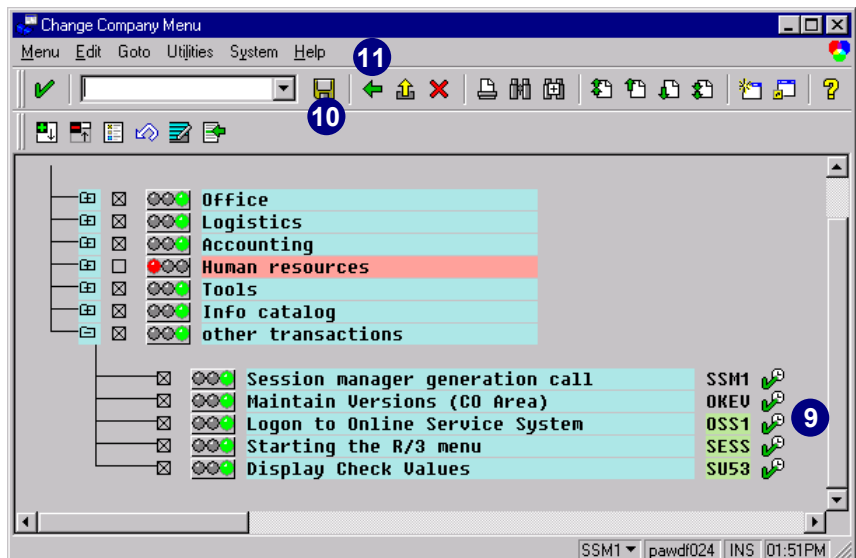 Change Company Menu
Menu Edit Goto Utilities System Help
11
10
Office
Logistics
Accounting
Human resources
Tools
Info catalog
other transactions
Session manager generation call SSM1
Maintain Versions (CO Area) OKEV
Logon to Online Service System OSS1
9
Starting the R/3 menu SESS
Display Check Values SU53
SSM1 pawdf024 INS 01:51PM